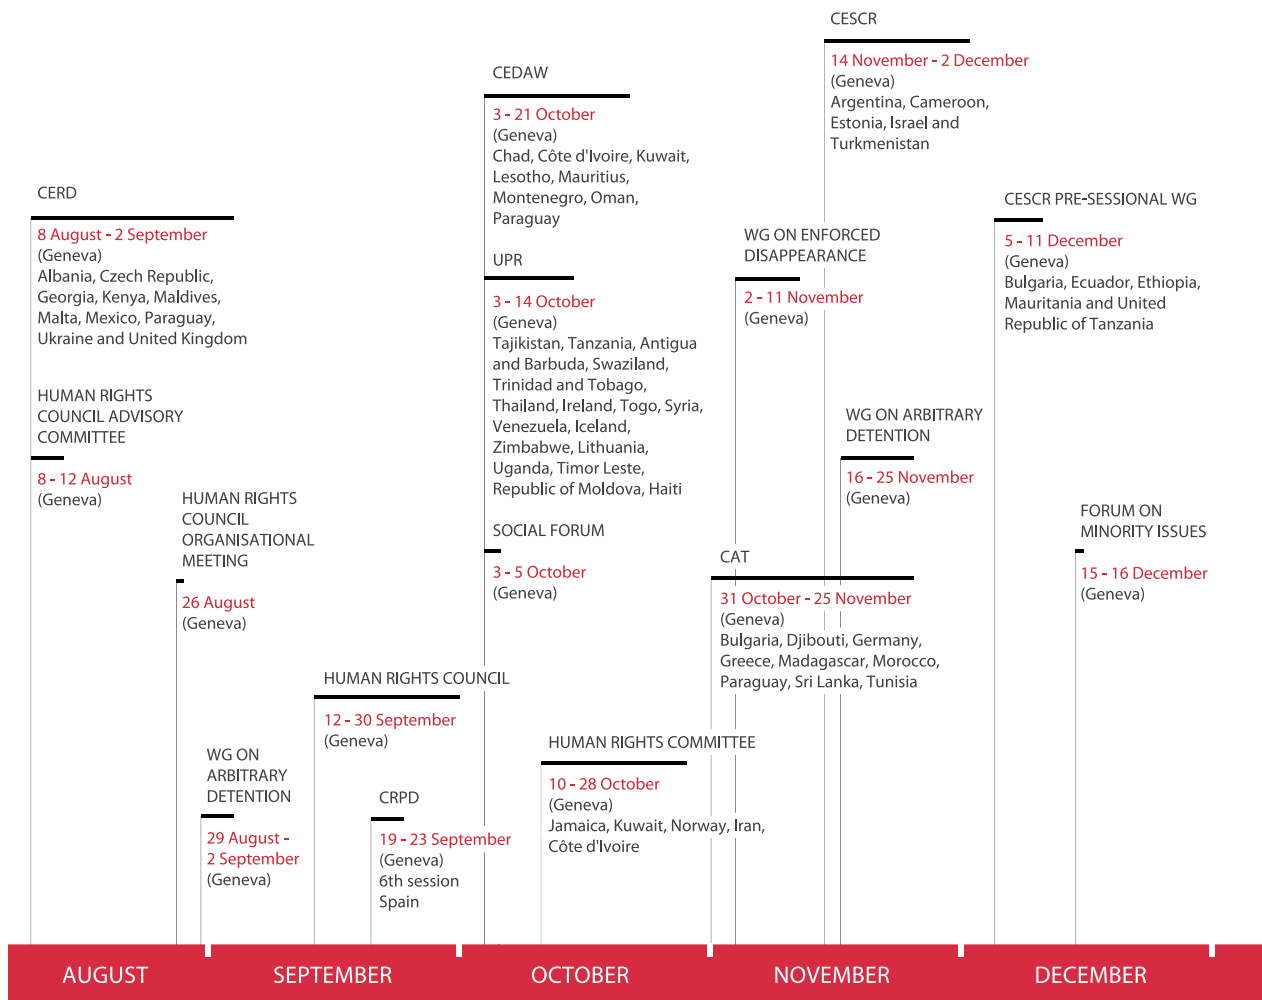 CERD
8 August - 2 September
(Geneva)
Albania, Czech Republic,
Georgia, Kenya, Maldives,
Malta, Mexico, Paraguay,
Ukraine and United Kingdom
HUMAN RIGHTS
COUNCIL ADVISORY
COMMITTEE
8 - 12 August
(Geneva)
HUMAN RIGHTS
COUNCIL
ORGANISATIONAL
MEETING
26 August
(Geneva)
WG ON
ARBITRARY
DETENTION
29 August -
2 September
(Geneva)
HUMAN RIGHTS COUNCIL
12 - 30 September
(Geneva)
CRPD
19 - 23 September
(Geneva)
6th session
Spain
CEDAW
3 - 21 October
(Geneva)
Chad, Côte d'Ivoire, Kuwait,
Lesotho, Mauritius,
Montenegro, Oman,
Paraguay
UPR
3 - 14 October
(Geneva)
Tajikistan, Tanzania, Antigua
and Barbuda, Swaziland,
Trinidad and Tobago,
Thailand, Ireland, Togo, Syria,
Venezuela, Iceland,
Zimbabwe, Lithuania,
Uganda, Timor Leste,
Republic of Moldova, Haiti
SOCIAL FORUM
3 - 5 October
(Geneva)
HUMAN RIGHTS COMMITTEE
10 - 28 October
(Geneva)
Jamaica, Kuwait, Norway, Iran,
Côte d'Ivoire
CESCR
14 November - 2 December
(Geneva)
Argentina, Cameroon,
Estonia, Israel and
Turkmenistan
WG ON ENFORCED
DISAPPEARANCE
2 - 11 November
(Geneva)
WG ON ARBITRARY
DETENTION
16 - 25 November
(Geneva)
CAT
31 October - 25 November
(Geneva)
Bulgaria, Djibouti, Germany,
Greece, Madagascar, Morocco,
Paraguay, Sri Lanka, Tunisia
CESCR PRE-SESSIONAL WG
5 - 11 December
(Geneva)
Bulgaria, Ecuador, Ethiopia,
Mauritania and United
Republic of Tanzania
FORUM ON
MINORITY ISSUES
15 - 16 December
(Geneva)
AUGUST
SEPTEMBER
OCTOBER
NOVEMBER
DECEMBER